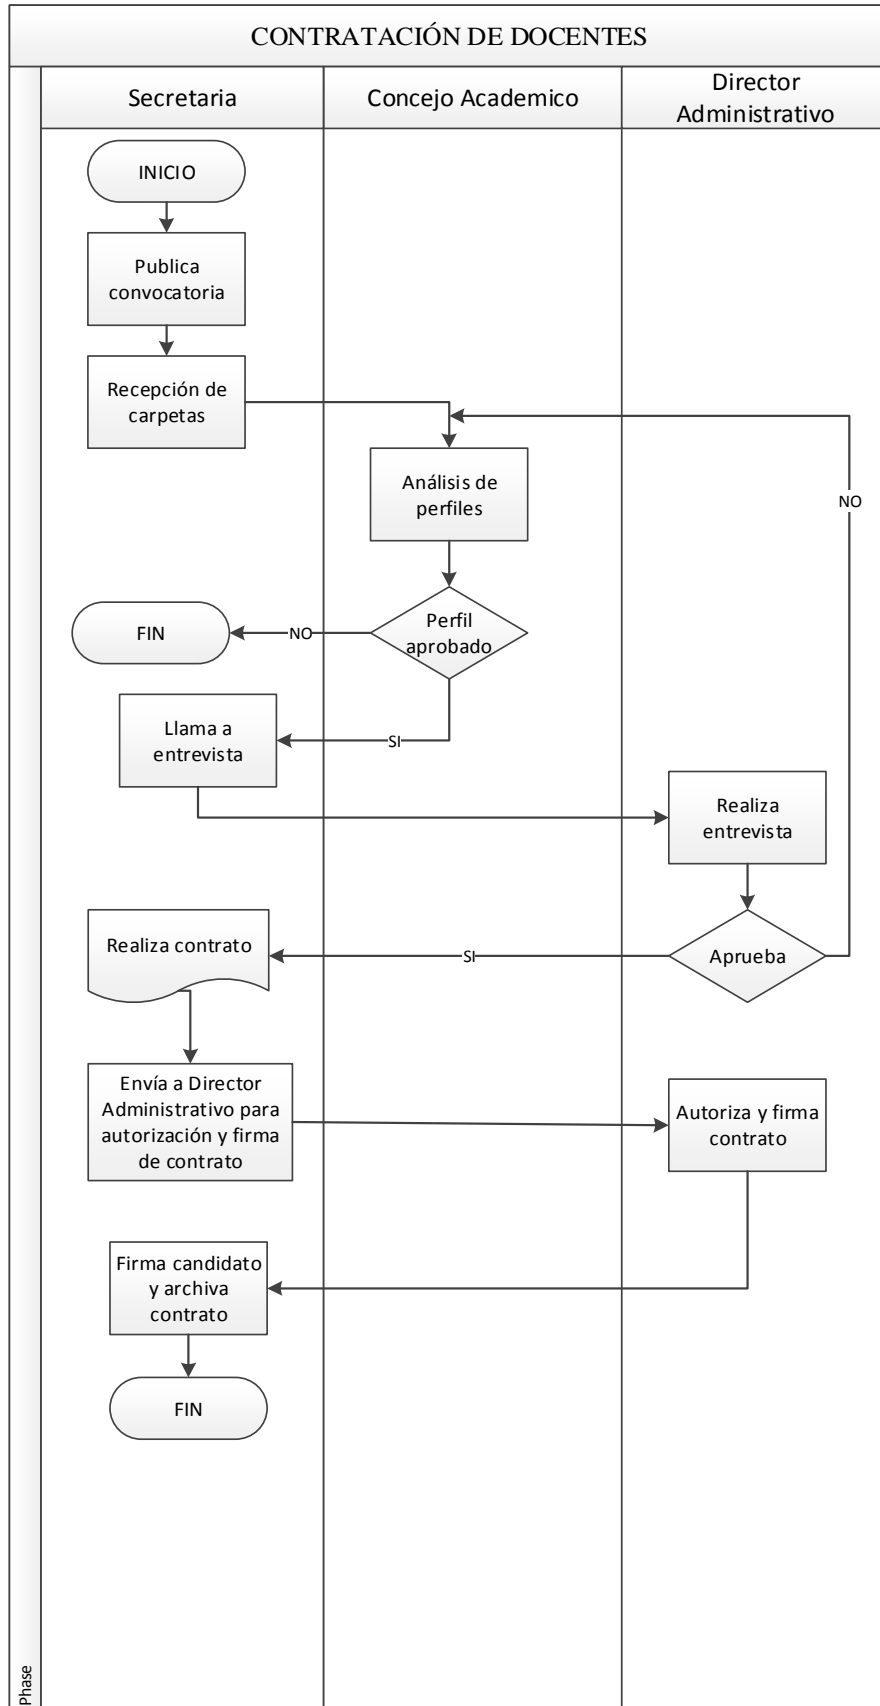 CONTRATACIÓN DE DOCENTES
Secretaria
Concejo Academico
Director
Administrativo
INICIO
Publica
convocatoria
Recepción de
carpetas
Análisis de
perfiles
NO
Perfil
aprobado
NO
FIN
SI
Llama a
entrevista
Realiza
entrevista
Aprueba
SI
Realiza contrato
Envía a Director
Administrativo para
autorización y firma
de contrato
Autoriza y firma
contrato
Firma candidato
y archiva
contrato
FIN
Phase